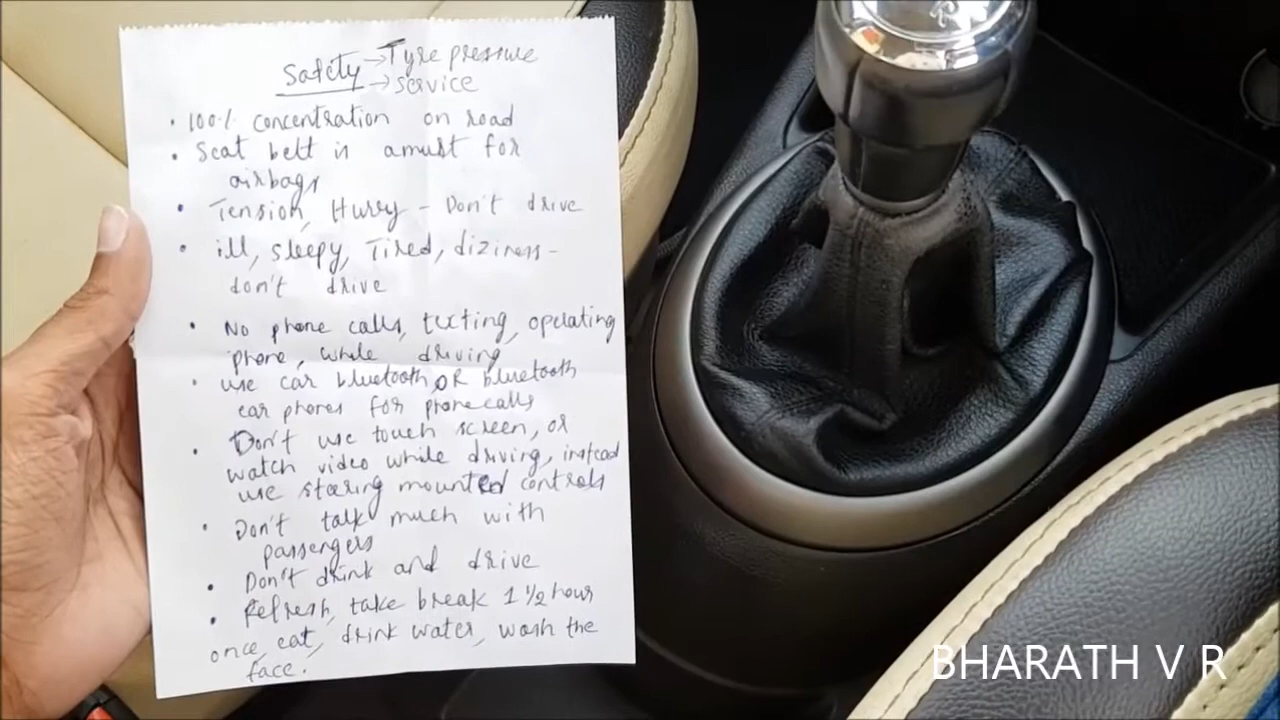 Safety → Tyre pressure
→ service
• 100% concentration on road
• Seat belt is a must for
airbags
• Tension, Hurry - Don't drive
• ill, sleepy, Tired, diziness -
don't drive
• No phone calls, texting, operating
phone, while driving
• use car bluetooth, OR bluetooth
ear phones for phone calls
• Don't use touch screen, or
watch video while driving, instead
use stearing mounted controls
• Don't talk much with
passengers
• Don't drink and drive
• Refresh, take break 1 1/2 hour
once, eat, drink water, wash the
face.
BHARATH V R